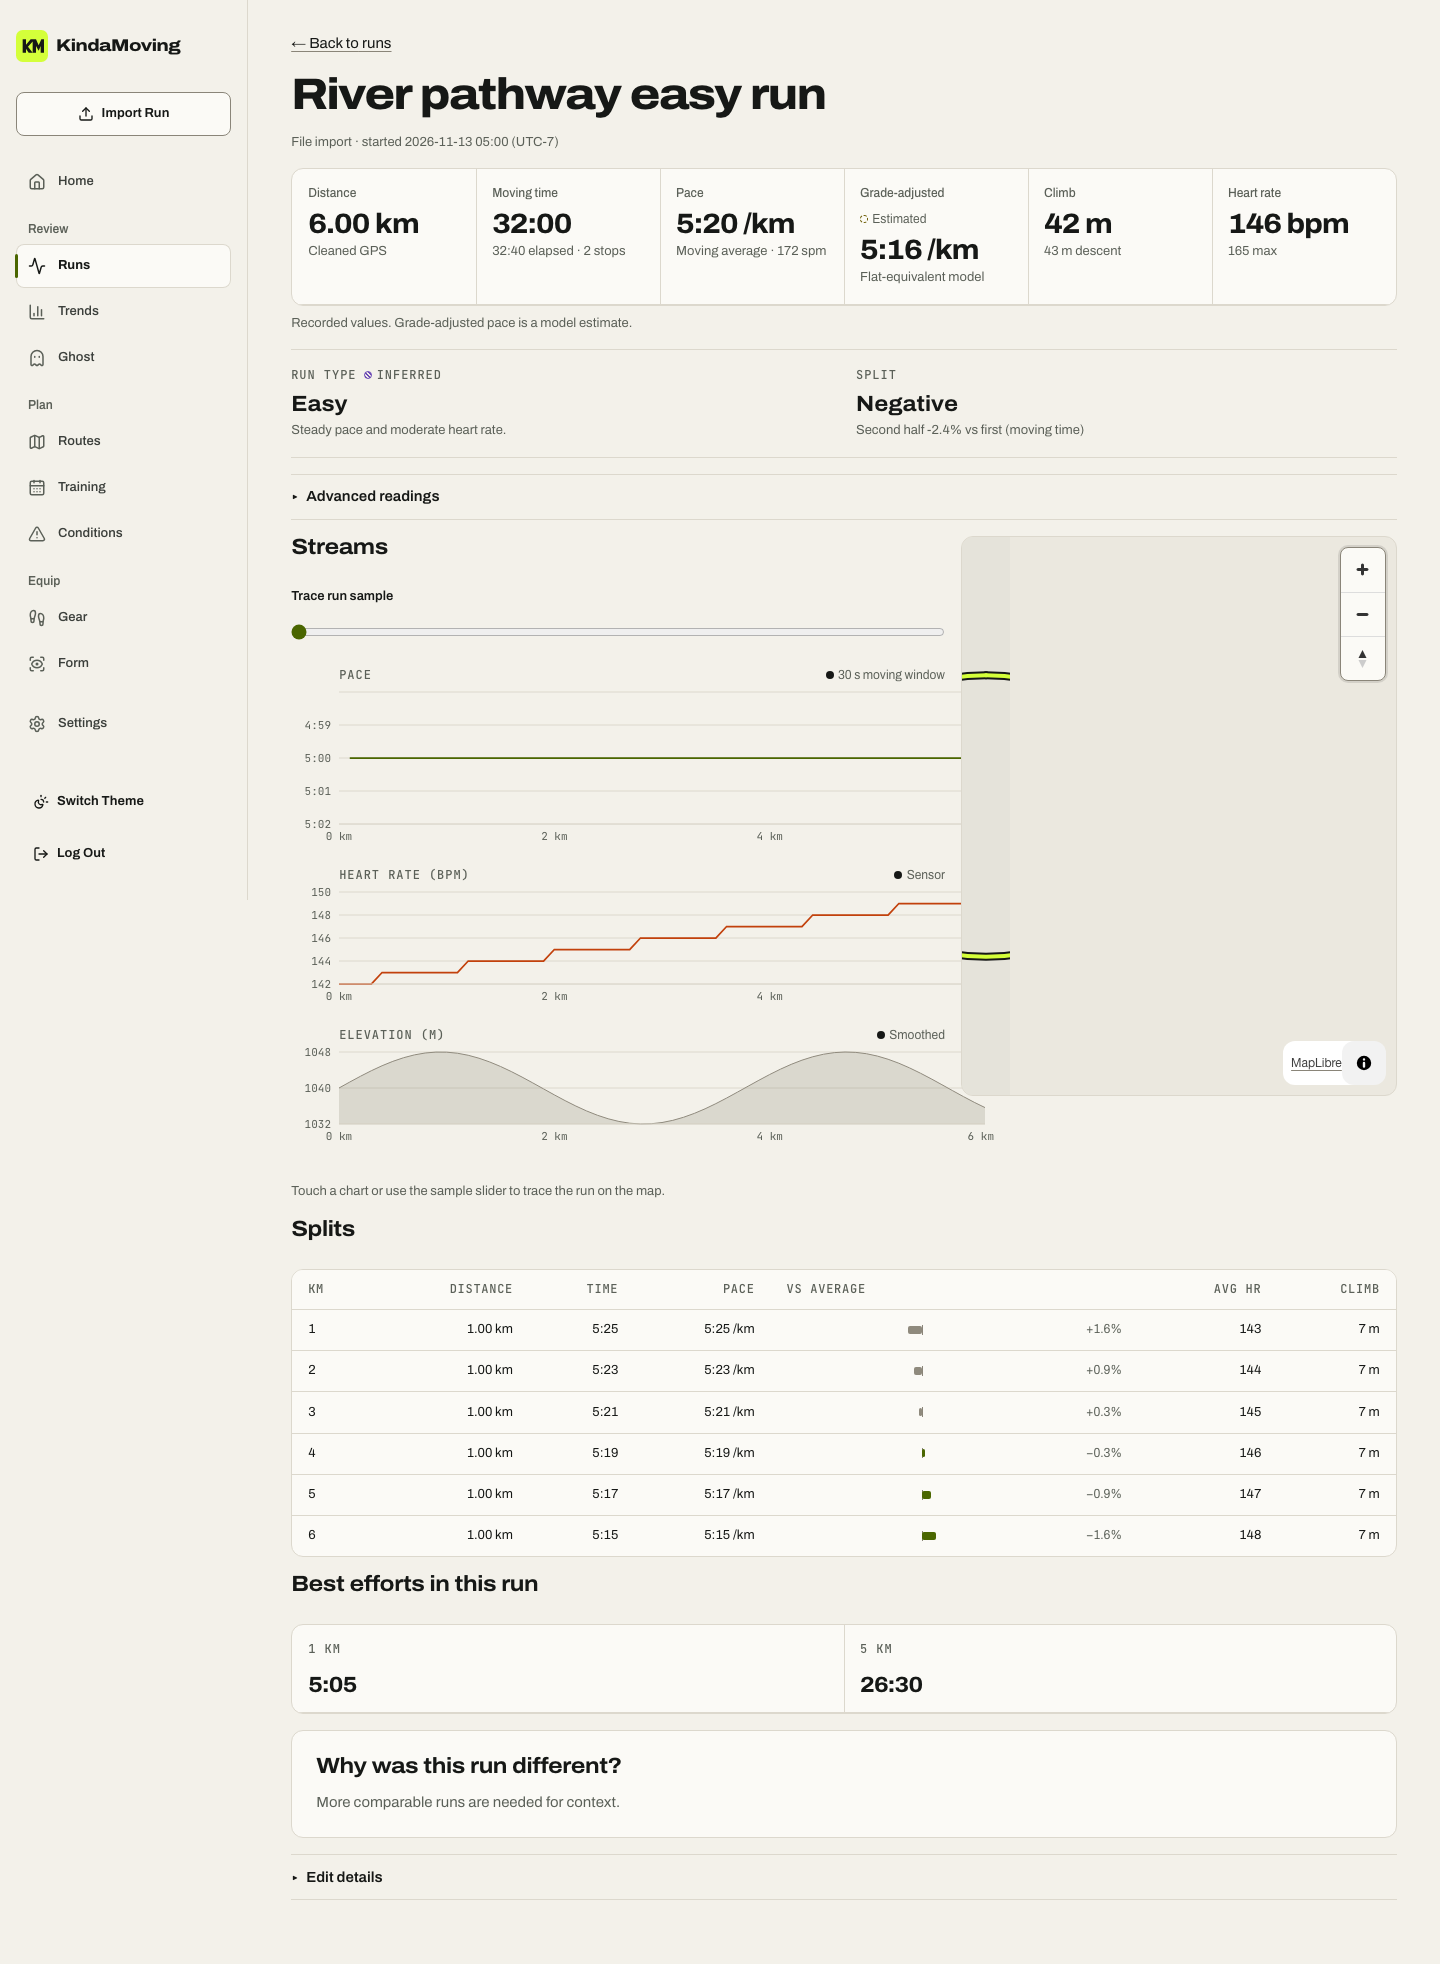 KM KindaMoving
Import Run
Home
Review
Runs
Trends
Ghost
Plan
Routes
Training
Conditions
Equip
Gear
Form
Settings
Switch Theme
Log Out
← Back to runs
River pathway easy run
File import · started 2026-11-13 05:00 (UTC-7)
Distance
6.00 km
Cleaned GPS
Moving time
32:00
32:40 elapsed · 2 stops
Pace
5:20 /km
Moving average · 172 spm
Grade-adjusted
Estimated
5:16 /km
Flat-equivalent model
Climb
42 m
43 m descent
Heart rate
146 bpm
165 max
Recorded values. Grade-adjusted pace is a model estimate.
RUN TYPE INFERRED
Easy
Steady pace and moderate heart rate.
SPLIT
Negative
Second half -2.4% vs first (moving time)
Advanced readings
Streams
Trace run sample
PACE 30 s moving window
4:59
5:00
5:01
5:02
0 km 2 km 4 km
HEART RATE (BPM) Sensor
150
148
146
144
142
0 km 2 km 4 km
ELEVATION (M) Smoothed
1048
1040
1032
0 km 2 km 4 km 6 km
MapLibre
Touch a chart or use the sample slider to trace the run on the map.
Splits
KM DISTANCE TIME PACE VS AVERAGE AVG HR CLIMB
1 1.00 km 5:25 5:25 /km +1.6% 143 7 m
2 1.00 km 5:23 5:23 /km +0.9% 144 7 m
3 1.00 km 5:21 5:21 /km +0.3% 145 7 m
4 1.00 km 5:19 5:19 /km −0.3% 146 7 m
5 1.00 km 5:17 5:17 /km −0.9% 147 7 m
6 1.00 km 5:15 5:15 /km −1.6% 148 7 m
Best efforts in this run
1 KM
5:05
5 KM
26:30
Why was this run different?
More comparable runs are needed for context.
Edit details